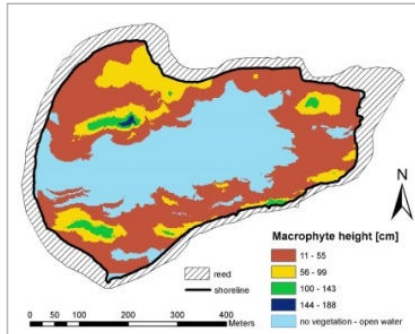 N
Macrophyte height [cm]
11 - 55
56 - 99
100 - 143
144 - 188
no vegetation - open water
reed
shoreline
0 50 100 200 300 400
Meters